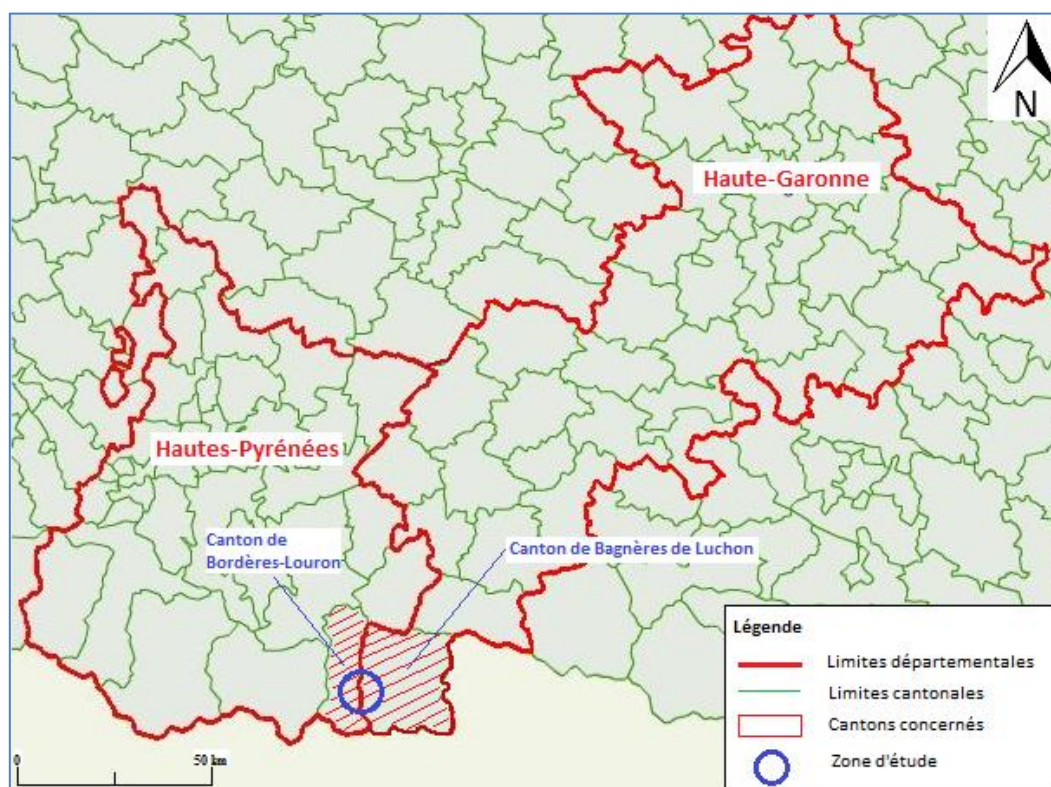 N
Haute-Garonne
Hautes-Pyrénées
Canton de
Bordères-Louron
Canton de Bagnères de Luchon
Légende
Limites départementales
Limites cantonales
Cantons concernés
Zone d'étude
0
50 km